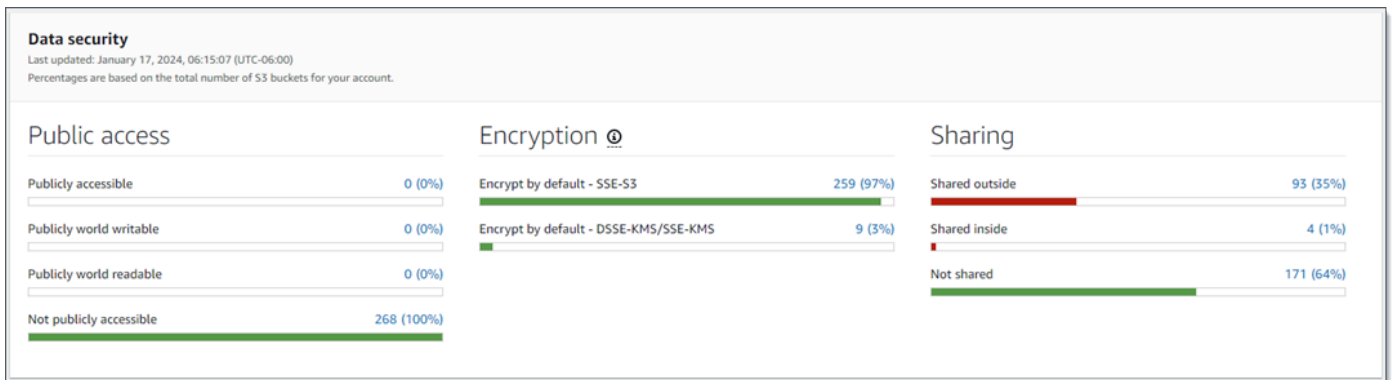 Data security
Last updated: January 17, 2024, 06:15:07 (UTC-06:00)
Percentages are based on the total number of S3 buckets for your account.
Public access
Publicly accessible 0 (0%)
Publicly world writable 0 (0%)
Publicly world readable 0 (0%)
Not publicly accessible 268 (100%)
Encryption
Encrypt by default - SSE-S3 259 (97%)
Encrypt by default - DSSE-KMS/SSE-KMS 9 (3%)
Sharing
Shared outside 93 (35%)
Shared inside 4 (1%)
Not shared 171 (64%)